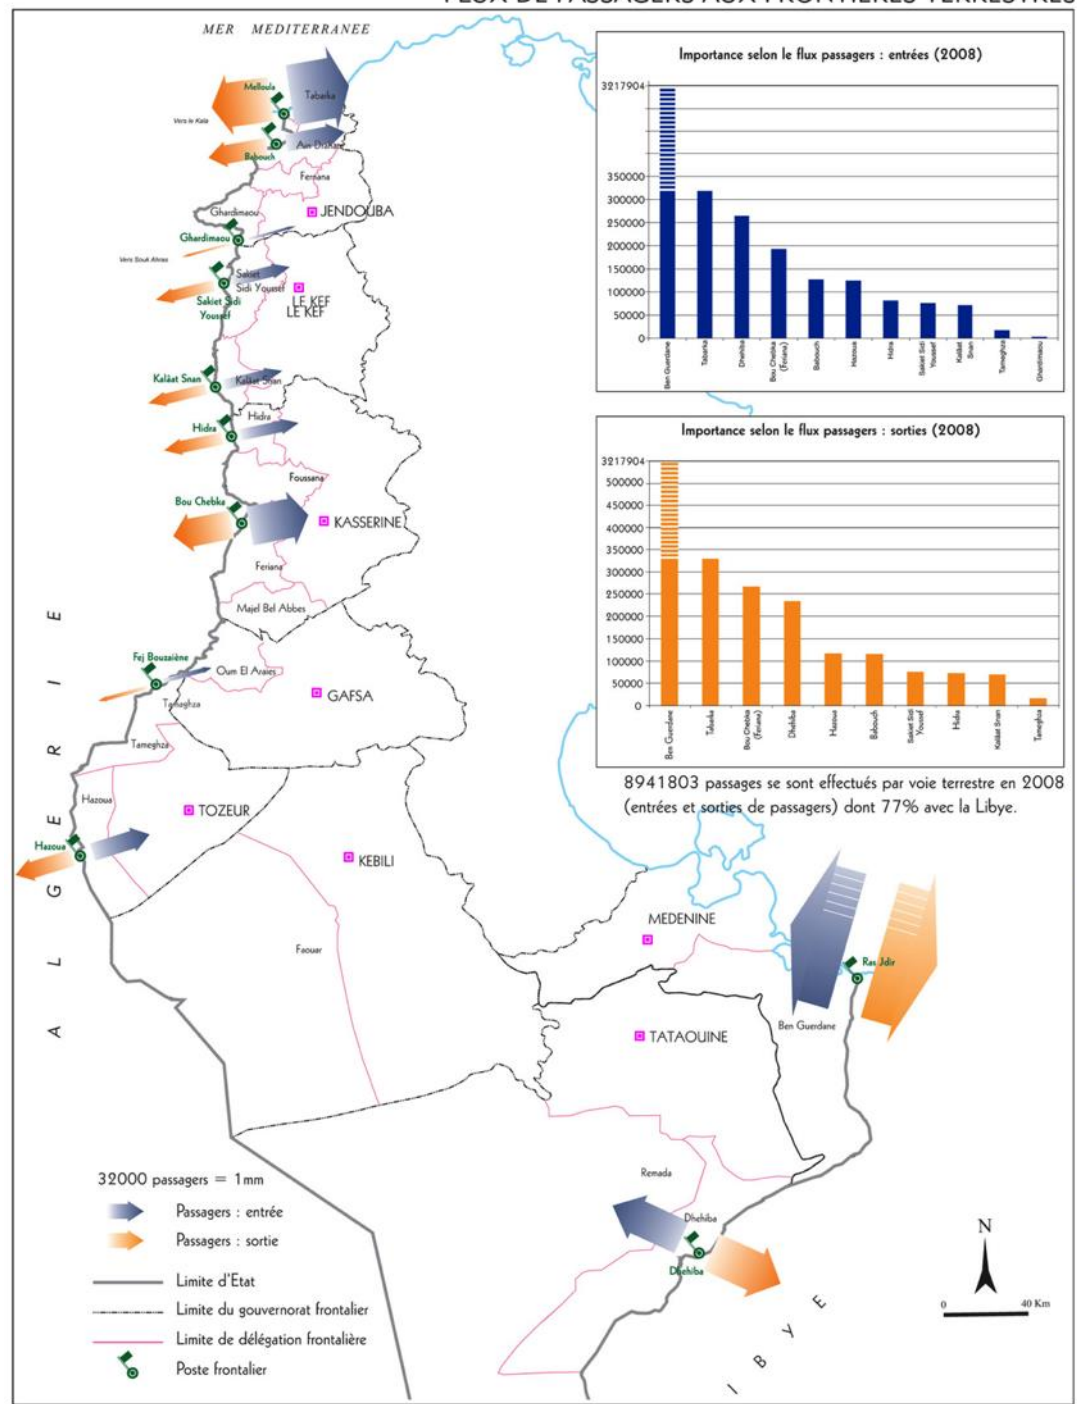 FLUX DE PASSAGERS AUX FRONTIERES TERRESTRES
MER MEDITERRANEE
Melloula
Tabarka
Vers le Kala
Babouch
Ain Draham
Fernana
Ghardimaou
JENDOUBA
Ghardimaou
Vers Souk Ahras
Sakiet
Sidi Youssef
Sakiet Sidi
Youssef
LE KEF
LE KEF
Kalâat Snan
Kalâat Snan
Hidra
Hidra
Foussana
Bou Chebka
KASSERINE
Feriana
Majel Bel Abbes
Fej Bouzaiène
Oum El Araies
Tamaghza
GAFSA
Tameghza
Hazoua
TOZEUR
Hazoua
KEBILI
Faouar
MEDENINE
Ras Jdir
Ben Guerdane
TATAOUINE
Remada
Dhehiba
Dhehiba
ALGERIE
IBYE
Importance selon le flux passagers : entrées (2008)
3217904
350000
300000
250000
200000
150000
100000
50000
0
Ben Guerdane
Tabarka
Dhehiba
Bou Chebka
(Feriana)
Babouch
Hazoua
Hidra
Sakiet Sidi
Youssef
Kalâat
Snan
Tameghza
Ghardimaou
Importance selon le flux passagers : sorties (2008)
3217904
500000
450000
400000
350000
300000
250000
200000
150000
100000
50000
0
Ben Guerdane
Tabarka
Bou Chebka
(Feriana)
Dhehiba
Hazoua
Babouch
Sakiet Sidi
Youssef
Hidra
Kalâat Snan
Tameghza
8941803 passages se sont effectués par voie terrestre en 2008
(entrées et sorties de passagers) dont 77% avec la Libye.
32000 passagers = 1mm
Passagers : entrée
Passagers : sortie
Limite d'Etat
Limite du gouvernorat frontalier
Limite de délégation frontalière
Poste frontalier
N
0 40 Km